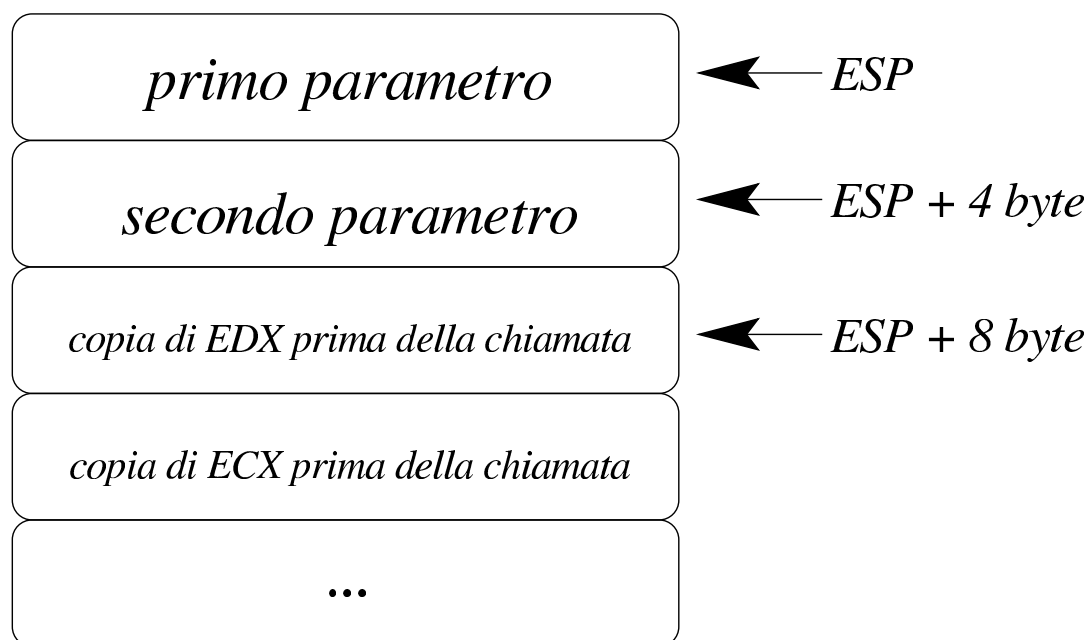 primo parametro
ESP
secondo parametro
ESP + 4 byte
copia di EDX prima della chiamata
ESP + 8 byte
copia di ECX prima della chiamata
...